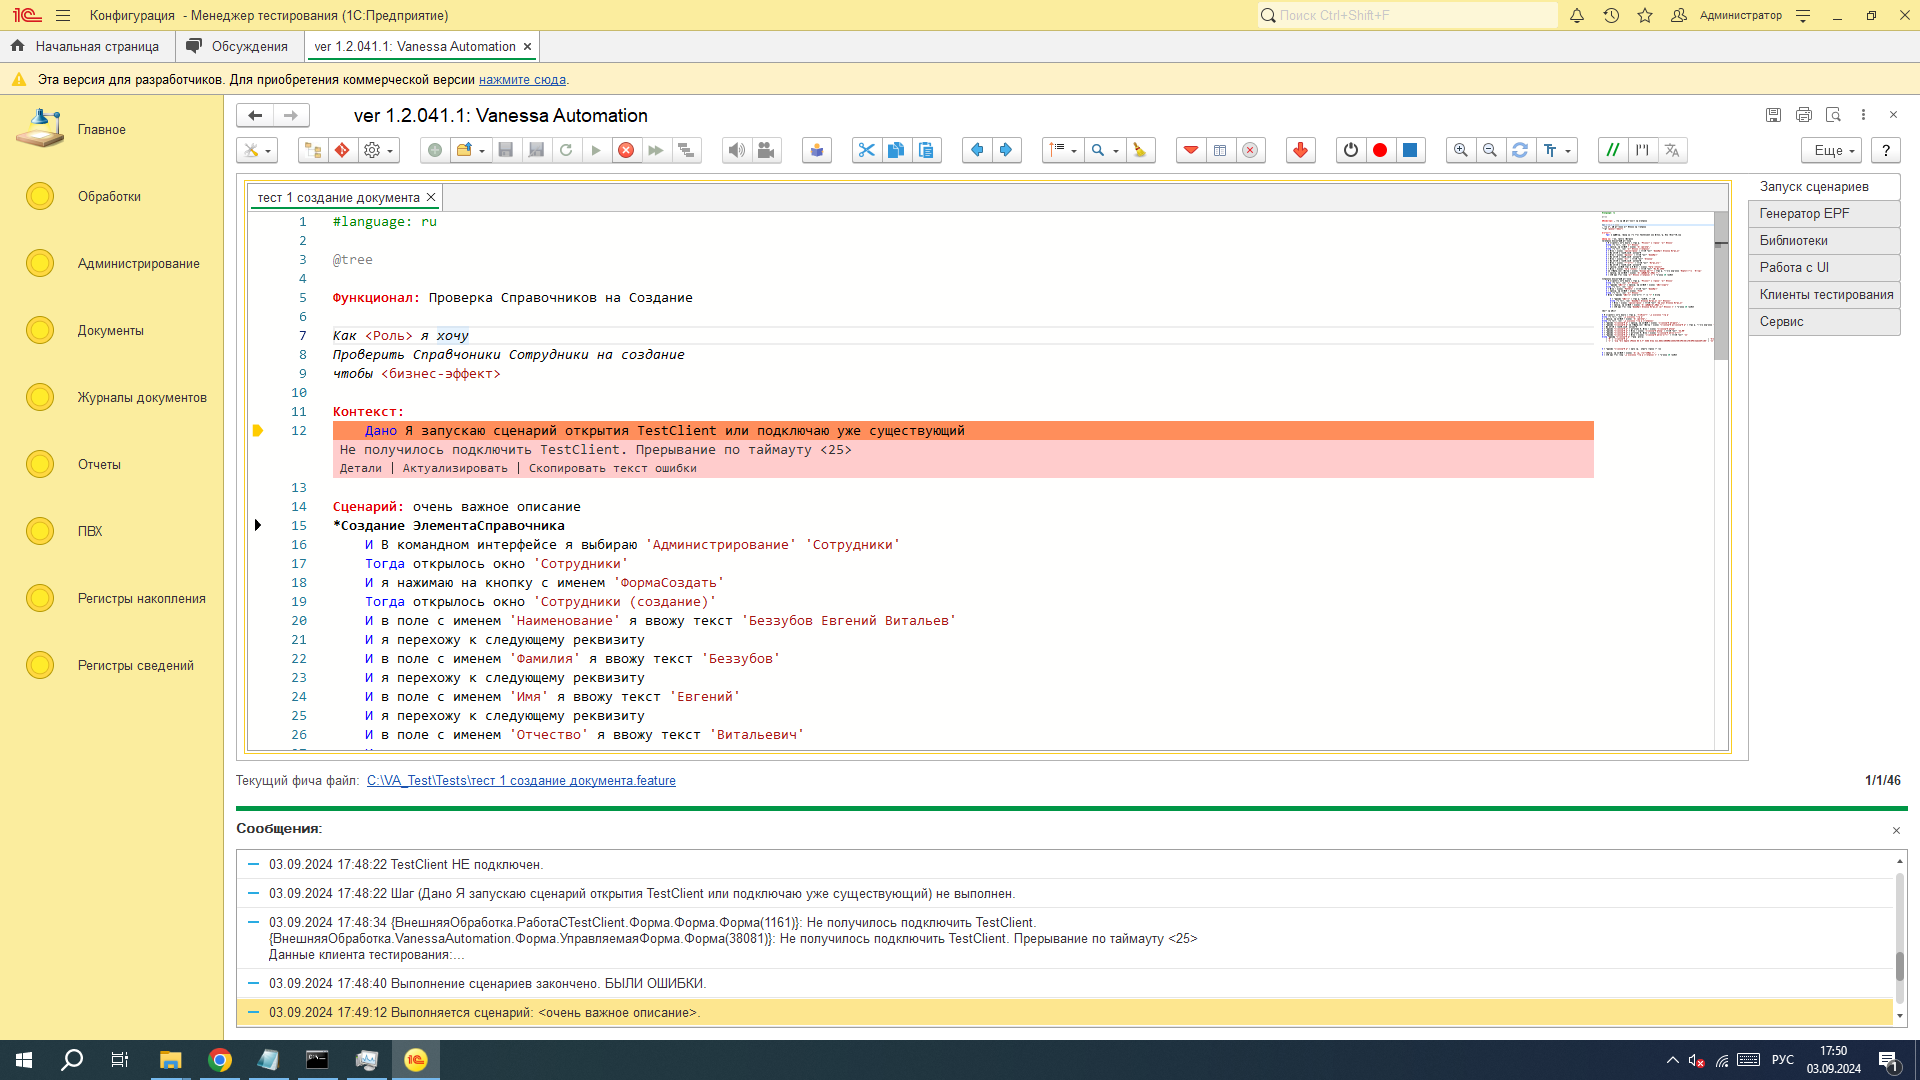 Конфигурация - Менеджер тестирования (1С:Предприятие)
Поиск Ctrl+Shift+F
Администратор
Начальная страница
Обсуждения
ver 1.2.041.1: Vanessa Automation
Эта версия для разработчиков. Для приобретения коммерческой версии нажмите сюда.
Главное
Обработки
Администрирование
Документы
Журналы документов
Отчеты
ПВХ
Регистры накопления
Регистры сведений
ver 1.2.041.1: Vanessa Automation
Еще
?
тест 1 создание документа
1 #language: ru
2
3 @tree
4
5 Функционал: Проверка Справочников на Создание
6
7 Как <Роль> я хочу
8 Проверить Справчоники Сотрудники на создание
9 чтобы <бизнес-эффект>
10
11 Контекст:
12 Дано Я запускаю сценарий открытия TestClient или подключаю уже существующий
Не получилось подключить TestClient. Прерывание по таймауту <25>
Детали | Актуализировать | Скопировать текст ошибки
13
14 Сценарий: очень важное описание
15 *Создание ЭлементаСправочника
16 И В командном интерфейсе я выбираю 'Администрирование' 'Сотрудники'
17 Тогда открылось окно 'Сотрудники'
18 И я нажимаю на кнопку с именем 'ФормаСоздать'
19 Тогда открылось окно 'Сотрудники (создание)'
20 И в поле с именем 'Наименование' я ввожу текст 'Беззубов Евгений Витальев'
21 И я перехожу к следующему реквизиту
22 И в поле с именем 'Фамилия' я ввожу текст 'Беззубов'
23 И я перехожу к следующему реквизиту
24 И в поле с именем 'Имя' я ввожу текст 'Евгений'
25 И я перехожу к следующему реквизиту
26 И в поле с именем 'Отчество' я ввожу текст 'Витальевич'
Запуск сценариев
Генератор EPF
Библиотеки
Работа с UI
Клиенты тестирования
Сервис
Текущий фича файл: C:\VA_Test\Tests\тест 1 создание документа.feature
1/1/46
Сообщения:
03.09.2024 17:48:22 TestClient НЕ подключен.
03.09.2024 17:48:22 Шаг (Дано Я запускаю сценарий открытия TestClient или подключаю уже существующий) не выполнен.
03.09.2024 17:48:34 {ВнешняяОбработка.РаботаСTestClient.Форма.Форма.Форма(1161)}: Не получилось подключить TestClient.
{ВнешняяОбработка.VanessaAutomation.Форма.УправляемаяФорма.Форма(38081)}: Не получилось подключить TestClient. Прерывание по таймауту <25>
Данные клиента тестирования:...
03.09.2024 17:48:40 Выполнение сценариев закончено. БЫЛИ ОШИБКИ.
03.09.2024 17:49:12 Выполняется сценарий: <очень важное описание>.
РУС
17:50
03.09.2024
1